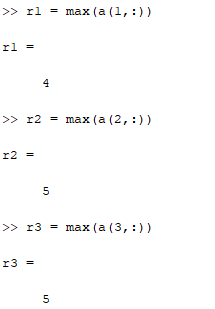 >> r1 = max(a(1,:))
r1 =
4
>> r2 = max(a(2,:))
r2 =
5
>> r3 = max(a(3,:))
r3 =
5